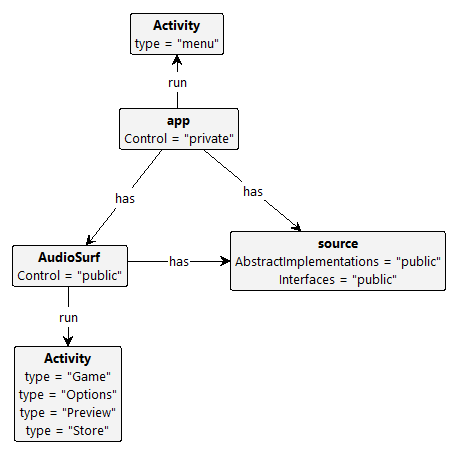 Activity
type = "menu"
run
app
Control = "private"
has
has
AudioSurf
Control = "public"
has
source
AbstractImplementations = "public"
Interfaces = "public"
run
Activity
type = "Game"
type = "Options"
type = "Preview"
type = "Store"